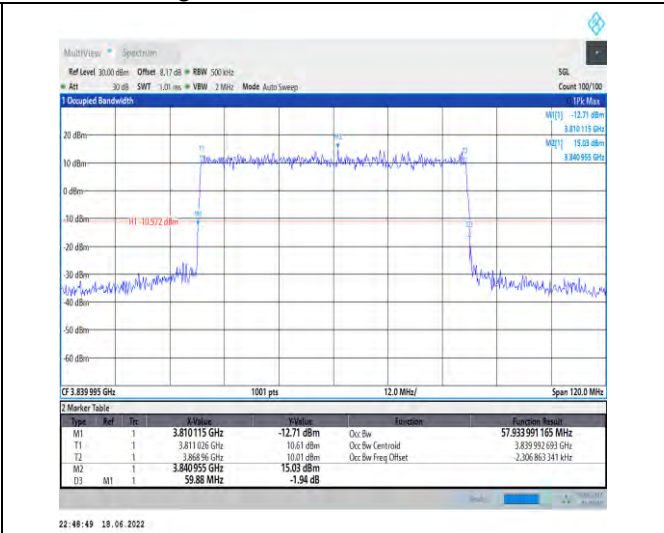 MultiView Spectrum
Ref Level 30.00 dBm Offset 8.17 dB RBW 500 kHz SGL
Att 30 dB SWT 1.01 ms VBW 2 MHz Mode Auto Sweep Count 100/100
1 Occupied Bandwidth 1Pk Max
M1[1] -12.71 dBm
3.810 115 GHz
20 dBm
M2[1] 15.03 dBm
3.840 955 GHz
10 dBm
0 dBm
-10 dBm
H1 -10.972 dBm
-20 dBm
-30 dBm
-40 dBm
-50 dBm
-60 dBm
CF 3.839 995 GHz 1001 pts 12.0 MHz/ Span 120.0 MHz
2 Marker Table
Type Ref Trc X-Value Y-Value Function Function Result
M1 1 3.810 115 GHz -12.71 dBm Occ Bw 57.933 991 165 MHz
T1 1 3.811 026 GHz 10.61 dBm Occ Bw Centroid 3.839 992 693 GHz
T2 1 3.868 96 GHz 10.01 dBm Occ Bw Freq Offset -2.306 863 341 kHz
M2 1 3.840 955 GHz 15.03 dBm
D3 M1 1 59.88 MHz -1.94 dB
22:48:49 18.06.2022